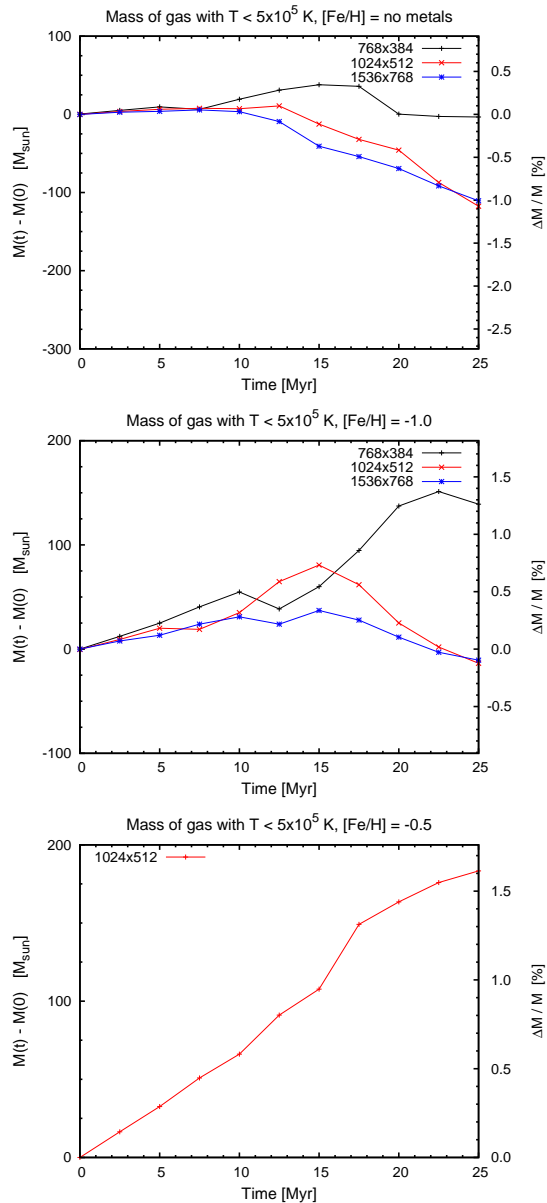 Mass of gas with T < 5x10^5 K, [Fe/H] = no metals
768x384
1024x512
1536x768
100
0
-100
-200
-300
M(t) - M(0) [M_sun]
0.5
0.0
-0.5
-1.0
-1.5
-2.0
-2.5
ΔM / M [%]
0 5 10 15 20 25
Time [Myr]
Mass of gas with T < 5x10^5 K, [Fe/H] = -1.0
768x384
1024x512
1536x768
200
100
0
-100
M(t) - M(0) [M_sun]
1.5
1.0
0.5
0.0
-0.5
ΔM / M [%]
0 5 10 15 20 25
Time [Myr]
Mass of gas with T < 5x10^5 K, [Fe/H] = -0.5
1024x512
200
100
0
M(t) - M(0) [M_sun]
1.5
1.0
0.5
0.0
ΔM / M [%]
0 5 10 15 20 25
Time [Myr]